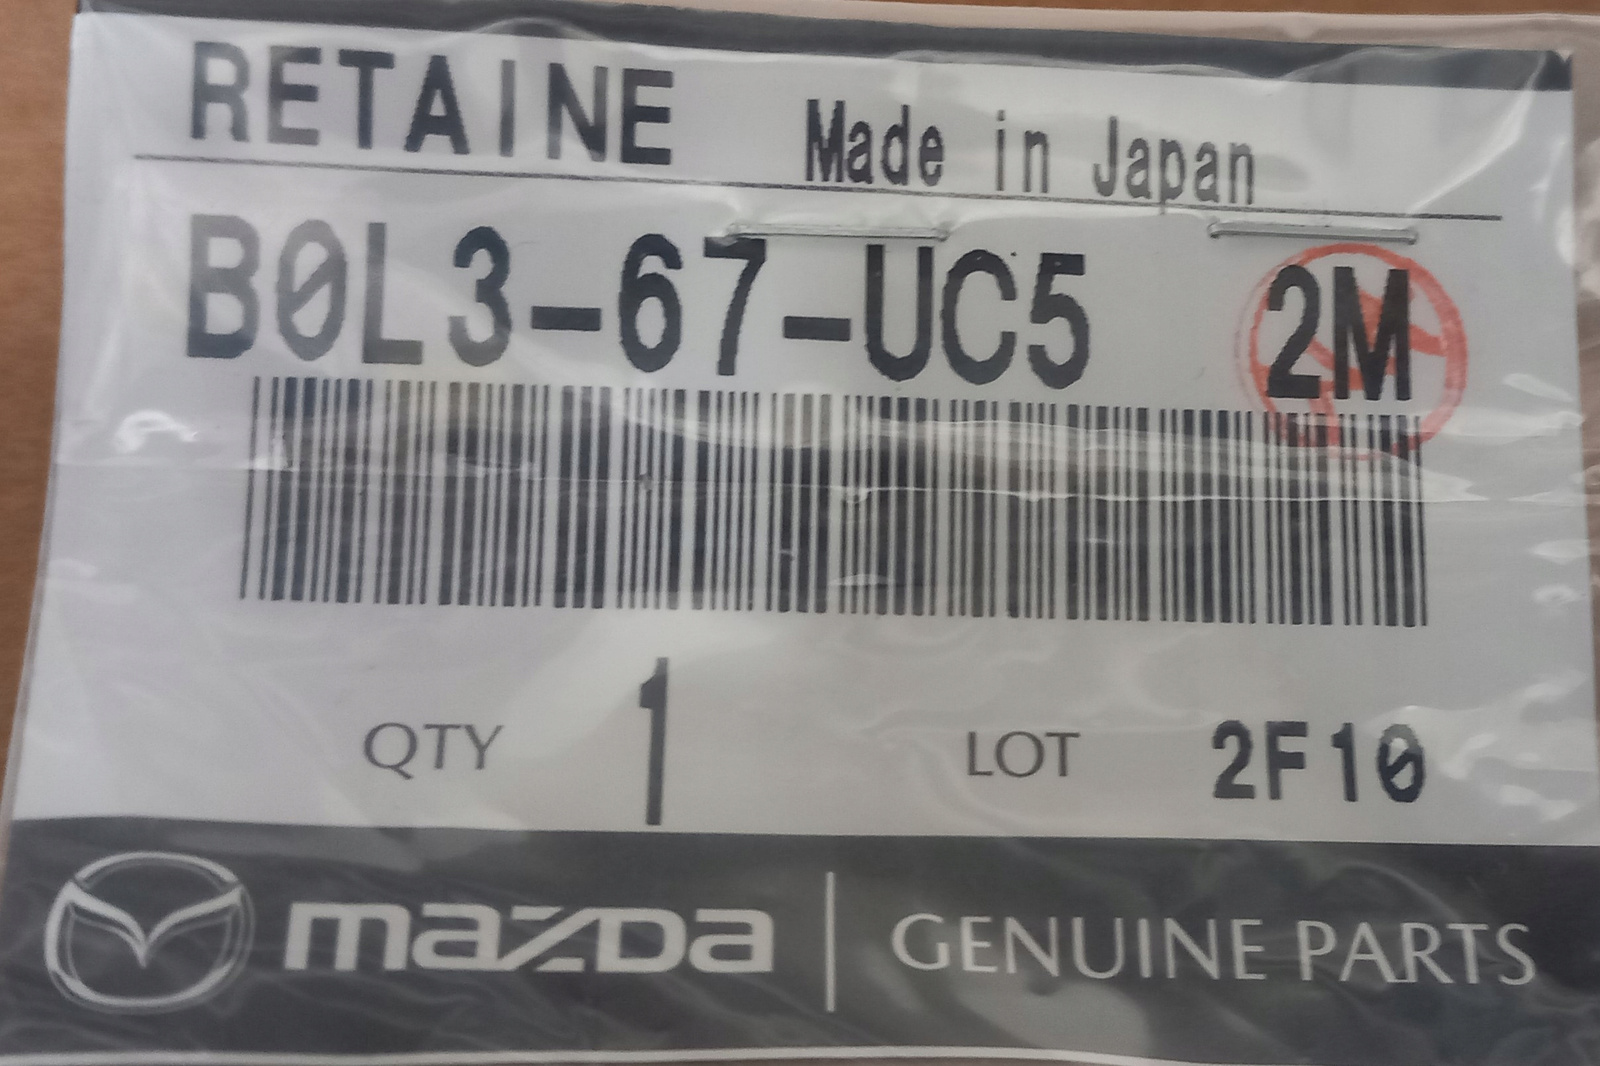 RETAINE Made in Japan
B0L3-67-UC5 2M
QTY 1 LOT 2F10
mazda GENUINE PARTS